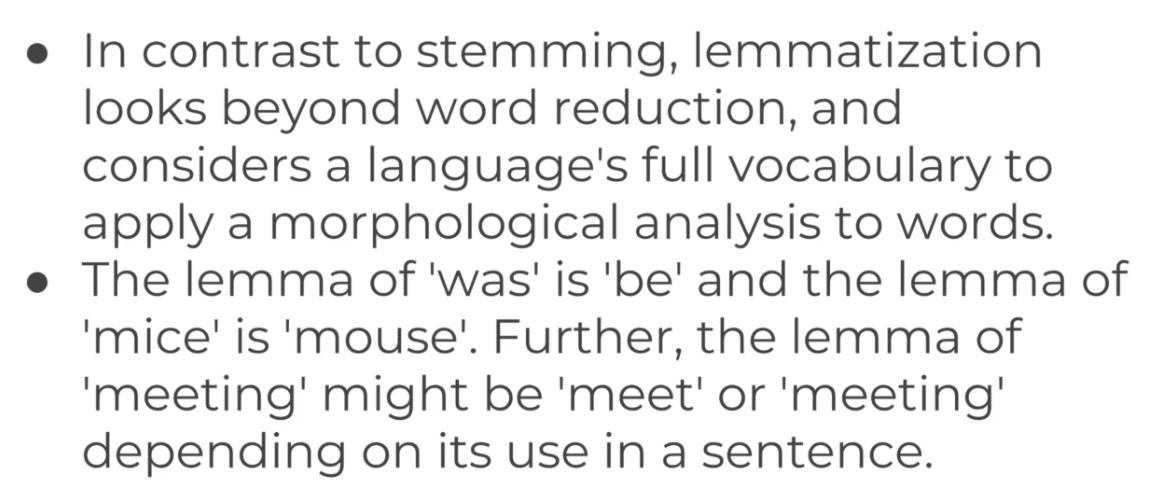 ● In contrast to stemming, lemmatization
looks beyond word reduction, and
considers a language's full vocabulary to
apply a morphological analysis to words.
● The lemma of 'was' is 'be' and the lemma of
'mice' is 'mouse'. Further, the lemma of
'meeting' might be 'meet' or 'meeting'
depending on its use in a sentence.